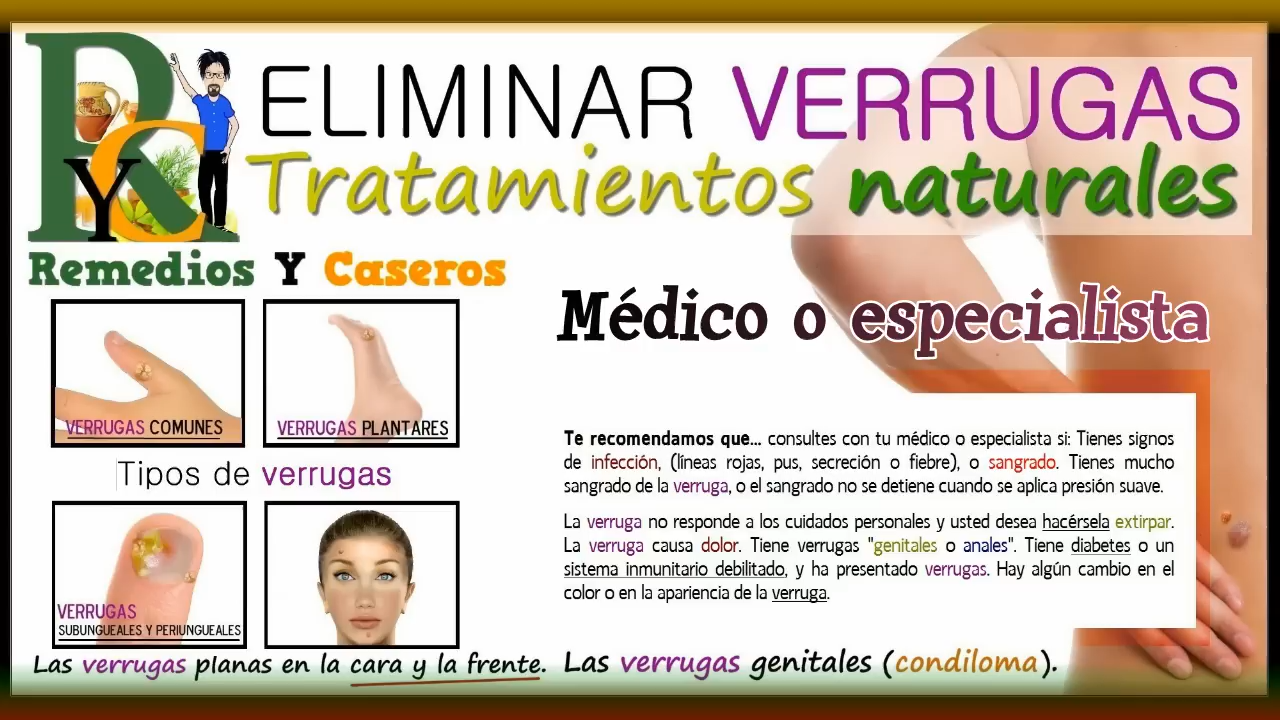 RYC
ELIMINAR VERRUGAS
Tratamientos naturales
Remedios Y Caseros
Médico o especialista
VERRUGAS COMUNES
VERRUGAS PLANTARES
Tipos de verrugas
VERRUGAS
SUBUNGUEALES Y PERIUNGUEALES
Las verrugas planas en la cara y la frente.
Te recomendamos que... consultes con tu médico o especialista si: Tienes signos
de infección, (líneas rojas, pus, secreción o fiebre), o sangrado. Tienes mucho
sangrado de la verruga, o el sangrado no se detiene cuando se aplica presión suave.
La verruga no responde a los cuidados personales y usted desea hacérsela extirpar.
La verruga causa dolor. Tiene verrugas "genitales o anales". Tiene diabetes o un
sistema inmunitario debilitado, y ha presentado verrugas. Hay algún cambio en el
color o en la apariencia de la verruga.
Las verrugas genitales (condiloma).